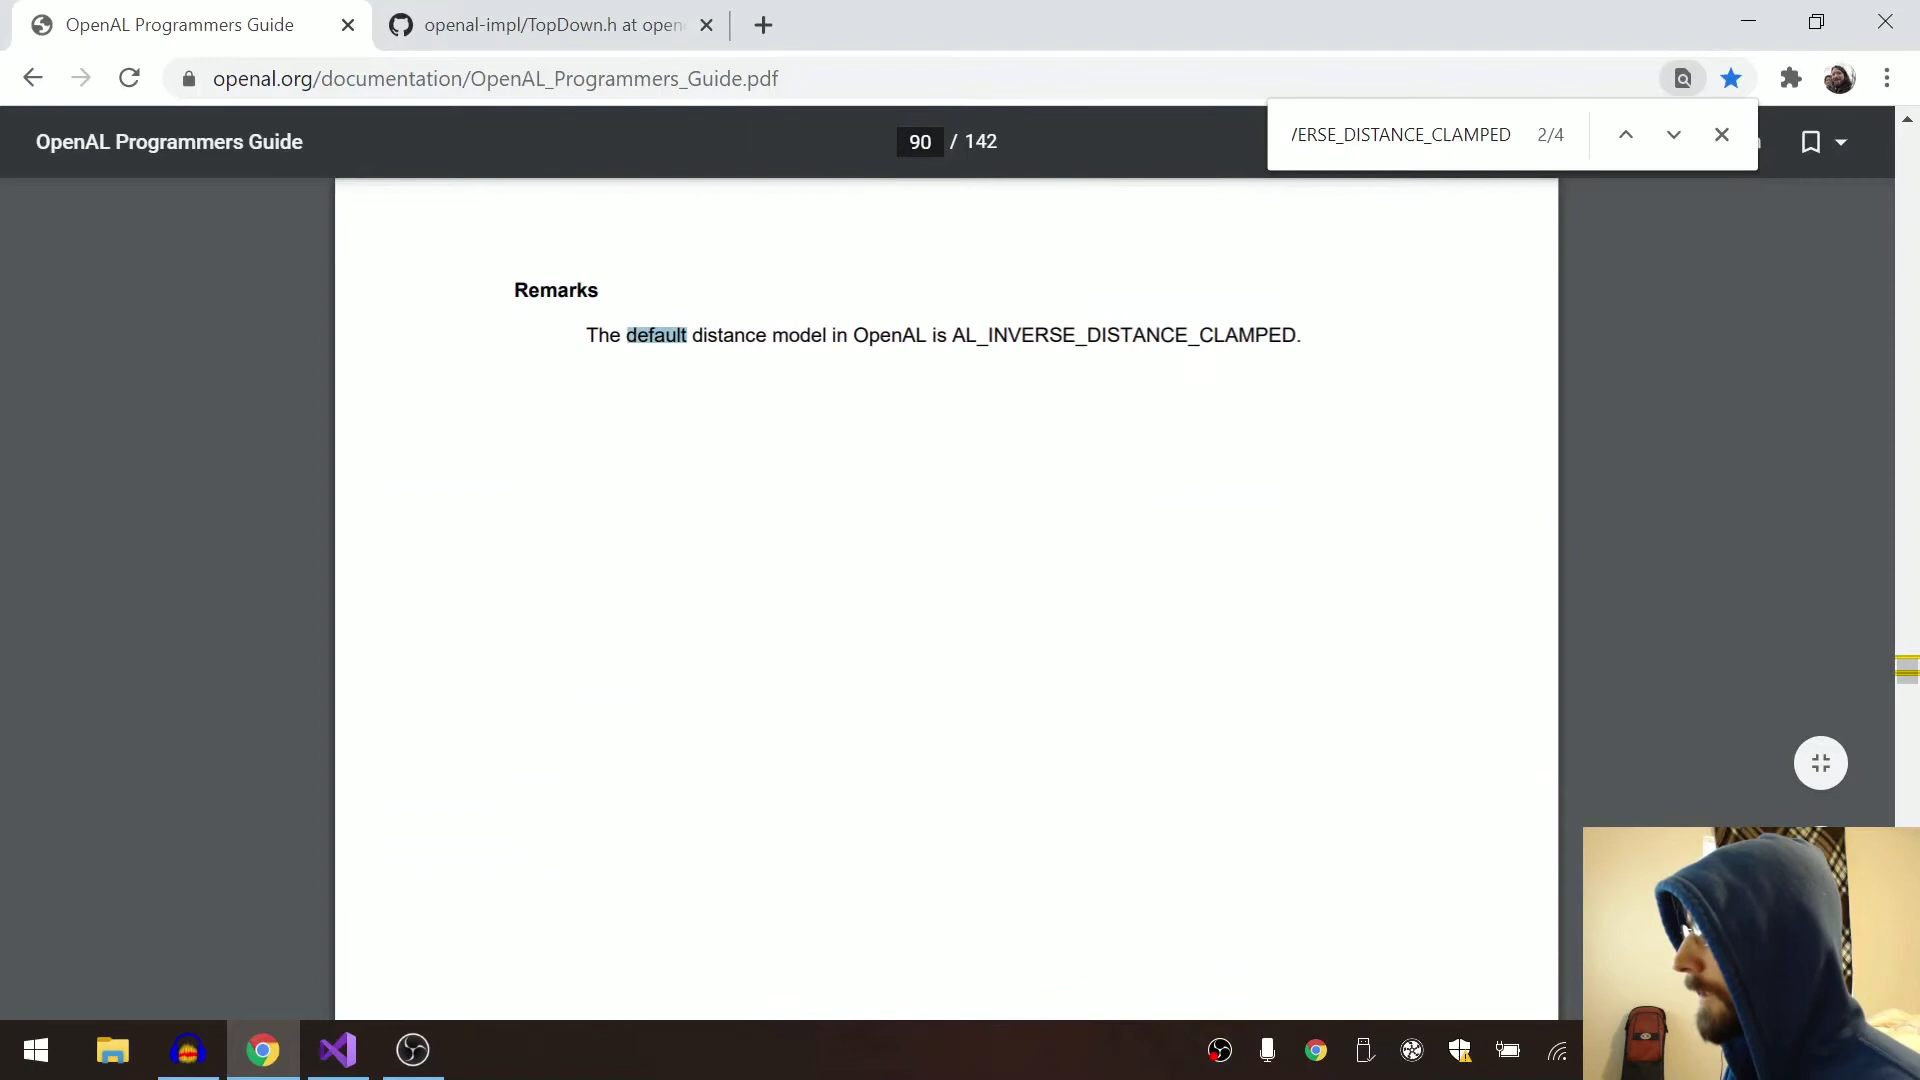 OpenAL Programmers Guide
openal-impl/TopDown.h at open
openal.org/documentation/OpenAL_Programmers_Guide.pdf
/ERSE_DISTANCE_CLAMPED 2/4
OpenAL Programmers Guide
90 / 142
Remarks
The default distance model in OpenAL is AL_INVERSE_DISTANCE_CLAMPED.